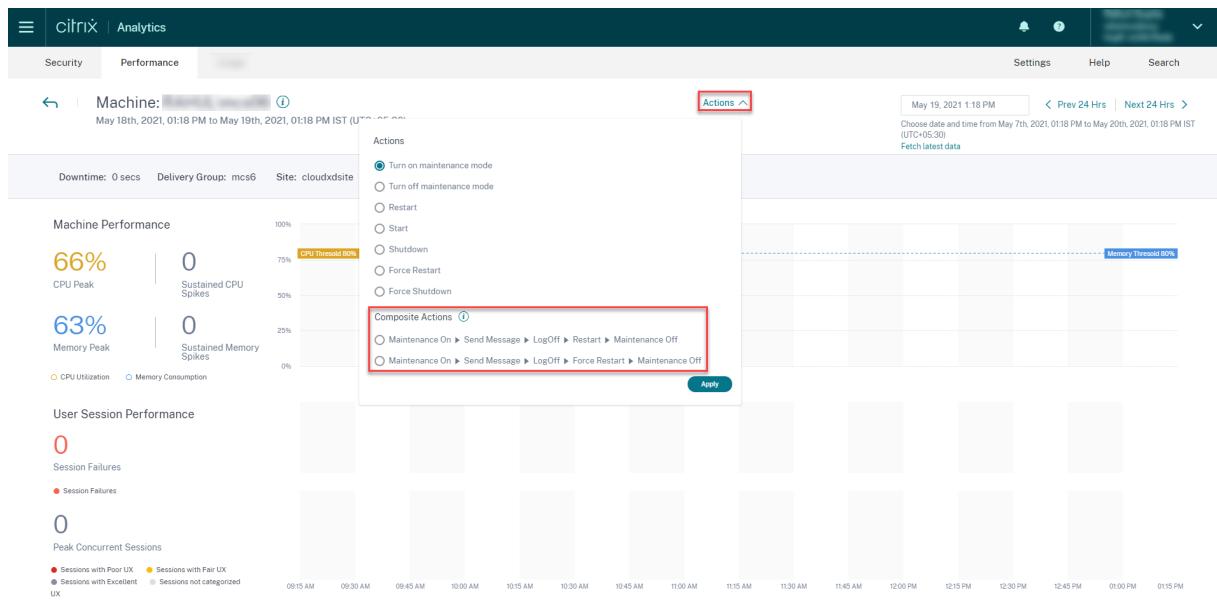 citrix | Analytics
Security Performance
Settings Help Search
Machine:
May 18th, 2021, 01:18 PM to May 19th, 2021, 01:18 PM IST
Actions
May 19, 2021 1:18 PM
Prev 24 Hrs | Next 24 Hrs
Choose date and time from May 7th, 2021, 01:18 PM to May 20th, 2021, 01:18 PM IST
(UTC+05:30)
Fetch latest data
Actions
Turn on maintenance mode
Turn off maintenance mode
Restart
Start
Shutdown
Force Restart
Force Shutdown
Composite Actions
Maintenance On ▶ Send Message ▶ LogOff ▶ Restart ▶ Maintenance Off
Maintenance On ▶ Send Message ▶ LogOff ▶ Force Restart ▶ Maintenance Off
Apply
Downtime: 0 secs Delivery Group: mcs6 Site: cloudxdsite
Machine Performance
66%
CPU Peak
0
Sustained CPU
Spikes
63%
Memory Peak
0
Sustained Memory
Spikes
CPU Utilization Memory Consumption
100%
75%
50%
25%
0%
CPU Thresold 80%
Memory Thresold 80%
User Session Performance
0
Session Failures
Session Failures
0
Peak Concurrent Sessions
Sessions with Poor UX Sessions with Fair UX
Sessions with Excellent Sessions not categorized
UX
09:15 AM 09:30 AM 09:45 AM 10:00 AM 10:15 AM 10:30 AM 10:45 AM 11:00 AM 11:15 AM 11:30 AM 11:45 AM 12:00 PM 12:15 PM 12:30 PM 12:45 PM 01:00 PM 01:15 PM